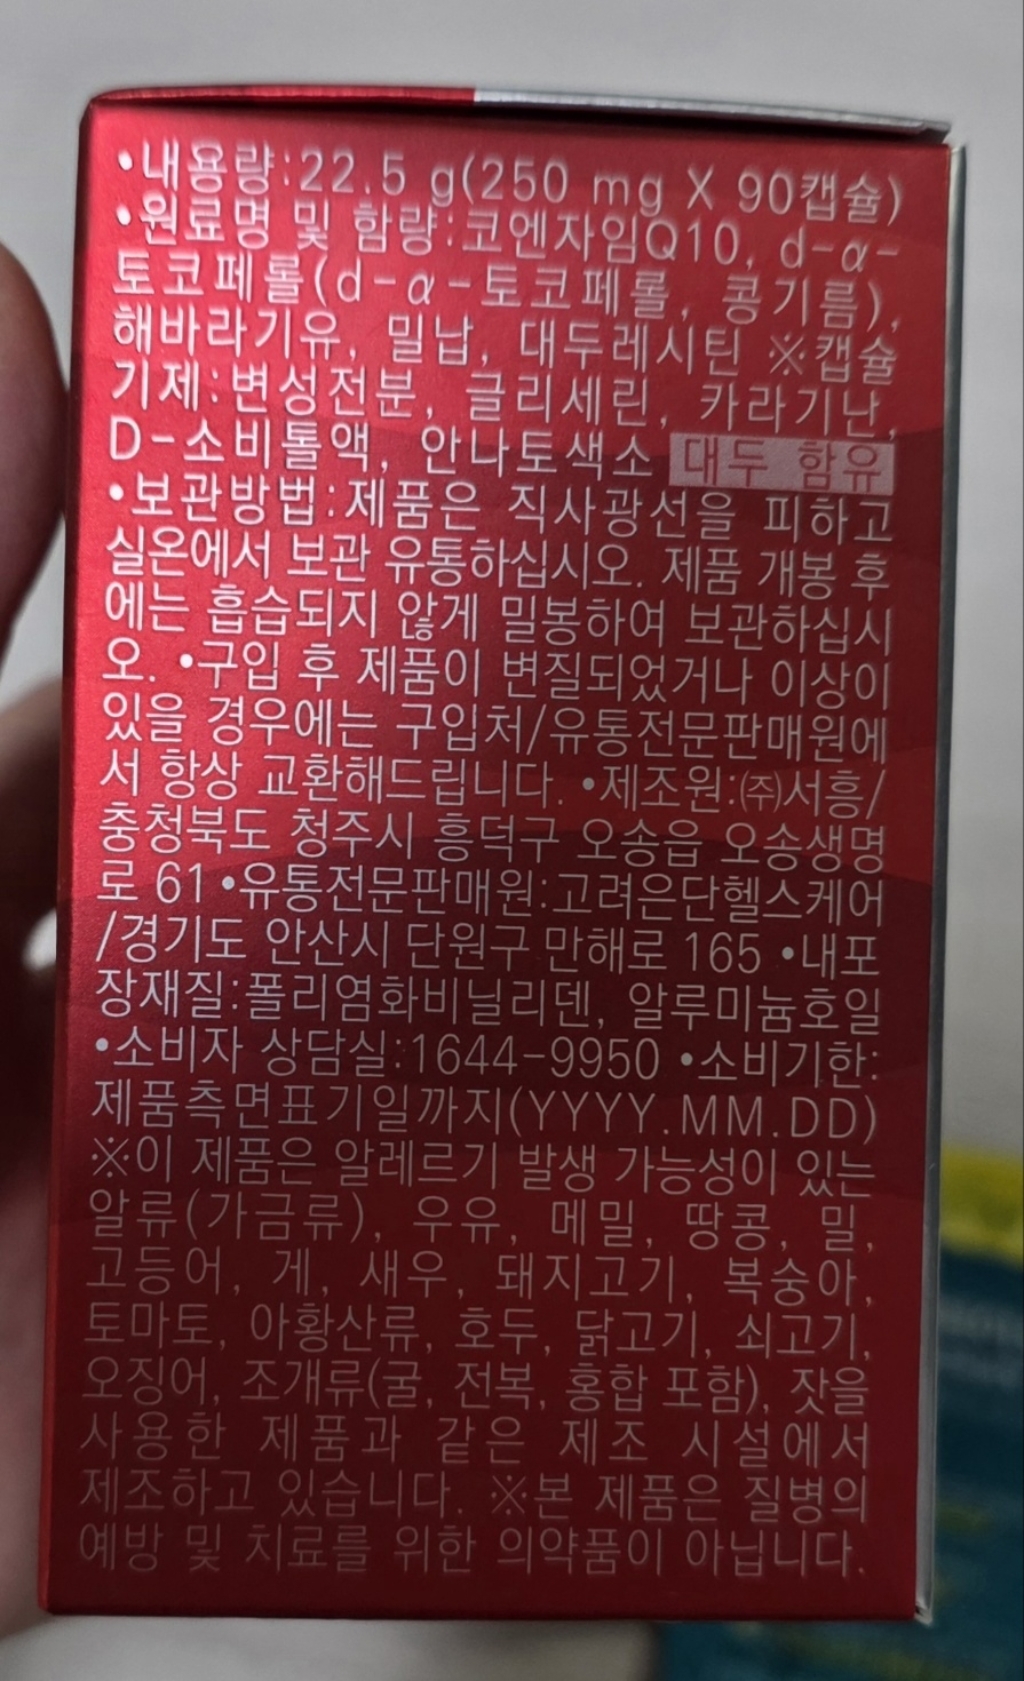 •내용량:22.5 g(250 mg X 90캡슐)
•원료명 및 함량:코엔자임Q10, d-α-
토코페롤(d-α-토코페롤, 콩기름),
해바라기유, 밀납, 대두레시틴 ※캡슐
기제:변성전분, 글리세린, 카라기난,
D-소비톨액, 안나토색소 대두 함유
•보관방법:제품은 직사광선을 피하고
실온에서 보관 유통하십시오. 제품 개봉 후
에는 흡습되지 않게 밀봉하여 보관하십시
오. •구입 후 제품이 변질되었거나 이상이
있을 경우에는 구입처/유통전문판매원에
서 항상 교환해드립니다. •제조원:㈜서흥/
충청북도 청주시 흥덕구 오송읍 오송생명
로 61 •유통전문판매원:고려은단헬스케어
/경기도 안산시 단원구 만해로 165 •내포
장재질:폴리염화비닐리덴, 알루미늄호일
•소비자 상담실:1644-9950 •소비기한:
제품측면표기일까지(YYYY.MM.DD)
※이 제품은 알레르기 발생 가능성이 있는
알류(가금류), 우유, 메밀, 땅콩, 밀,
고등어, 게, 새우, 돼지고기, 복숭아,
토마토, 아황산류, 호두, 닭고기, 쇠고기,
오징어, 조개류(굴, 전복, 홍합 포함), 잣을
사용한 제품과 같은 제조 시설에서
제조하고 있습니다. ※본 제품은 질병의
예방 및 치료를 위한 의약품이 아닙니다.